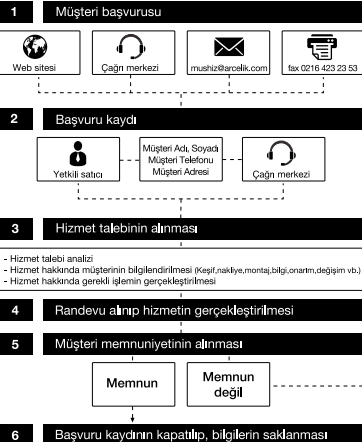 1 Müşteri başvurusu
Web sitesi
Çağrı merkezi
mushiz@arcelik.com
fax 0216 423 23 53
2 Başvuru kaydı
Yetkili satıcı
Müşteri Adı, Soyadı
Müşteri Telefonu
Müşteri Adresi
Çağrı merkezi
3 Hizmet talebinin alınması
- Hizmet talebi analizi
- Hizmet hakkında müşterinin bilgilendirilmesi (Keşif,nakliye,montaj,bilgi,onarım,değişim vb.)
- Hizmet hakkında gerekli işlemin gerçekleştirilmesi
4 Randevu alınıp hizmetin gerçekleştirilmesi
5 Müşteri memnuniyetinin alınması
Memnun
Memnun
değil
6 Başvuru kaydının kapatılıp, bilgilerin saklanması